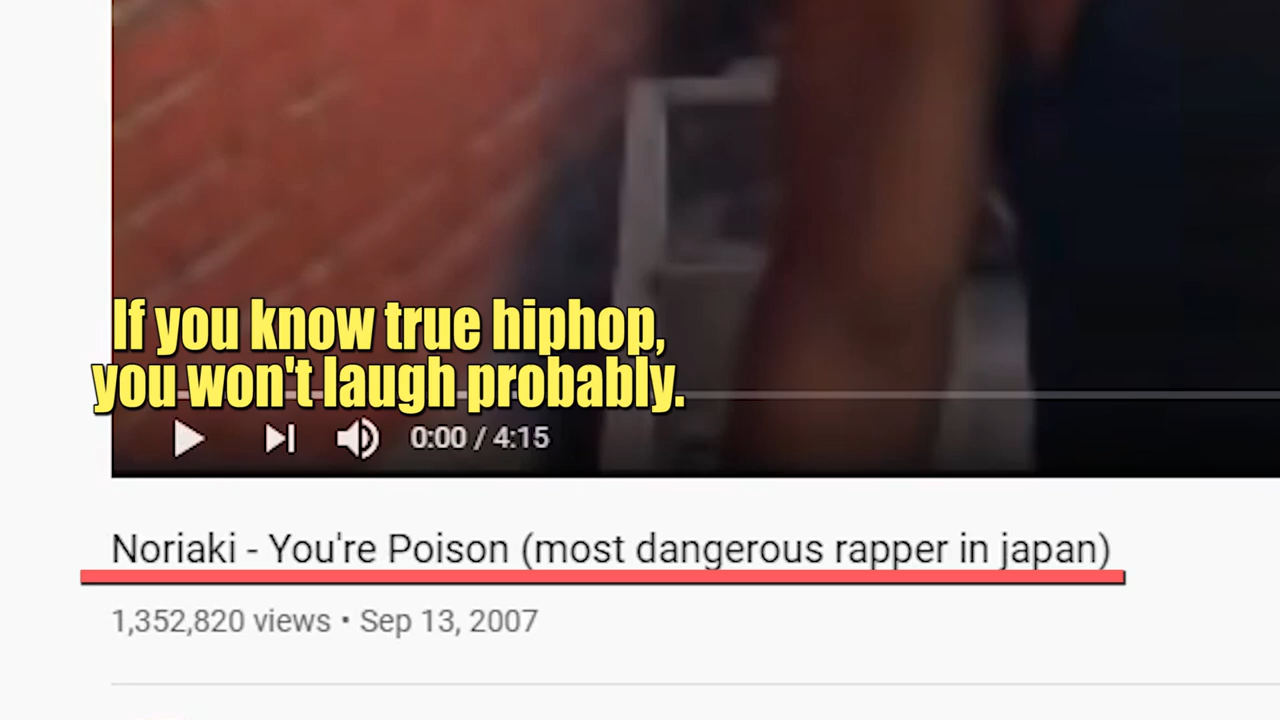 If you know true hiphop,
you won't laugh probably.
0:00 / 4:15
Noriaki - You're Poison (most dangerous rapper in japan)
1,352,820 views • Sep 13, 2007